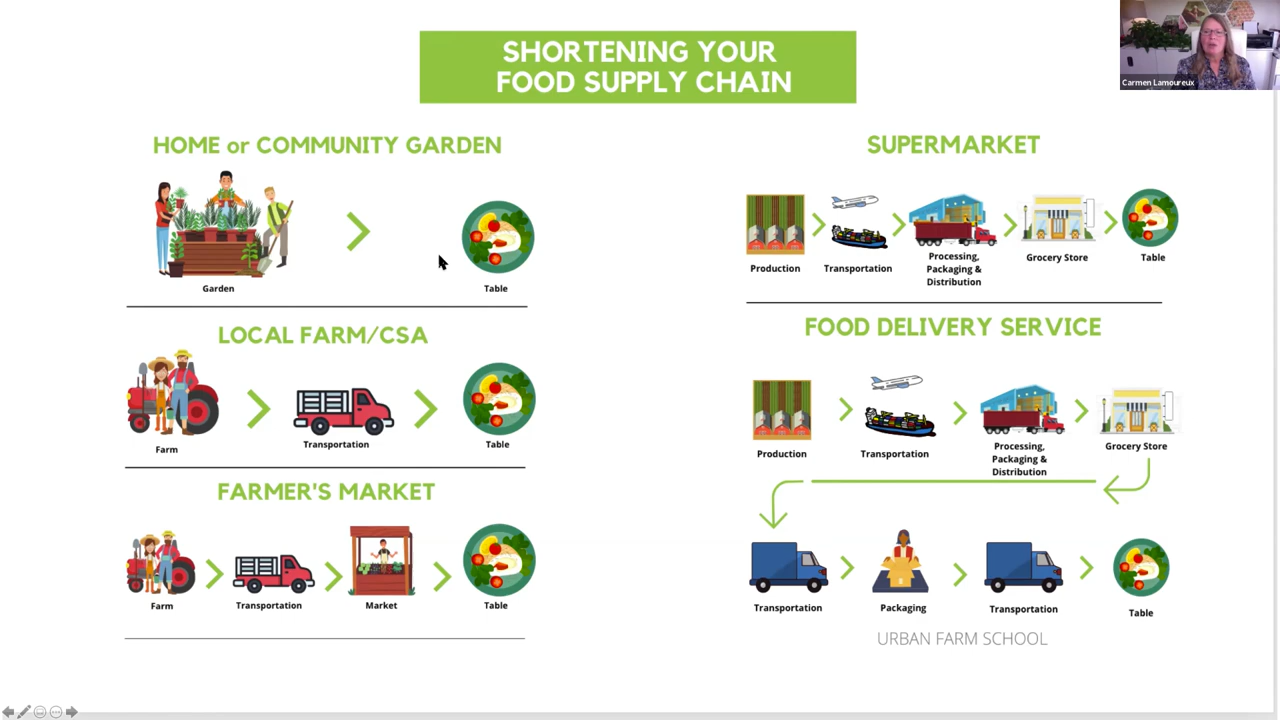 SHORTENING YOUR
FOOD SUPPLY CHAIN
Carmen Lamoureux
HOME or COMMUNITY GARDEN
Garden
Table
LOCAL FARM/CSA
Farm
Transportation
Table
FARMER'S MARKET
Farm
Transportation
Market
Table
SUPERMARKET
Production
Transportation
Processing,
Packaging &
Distribution
Grocery Store
Table
FOOD DELIVERY SERVICE
Production
Transportation
Processing,
Packaging &
Distribution
Grocery Store
Transportation
Packaging
Transportation
Table
URBAN FARM SCHOOL